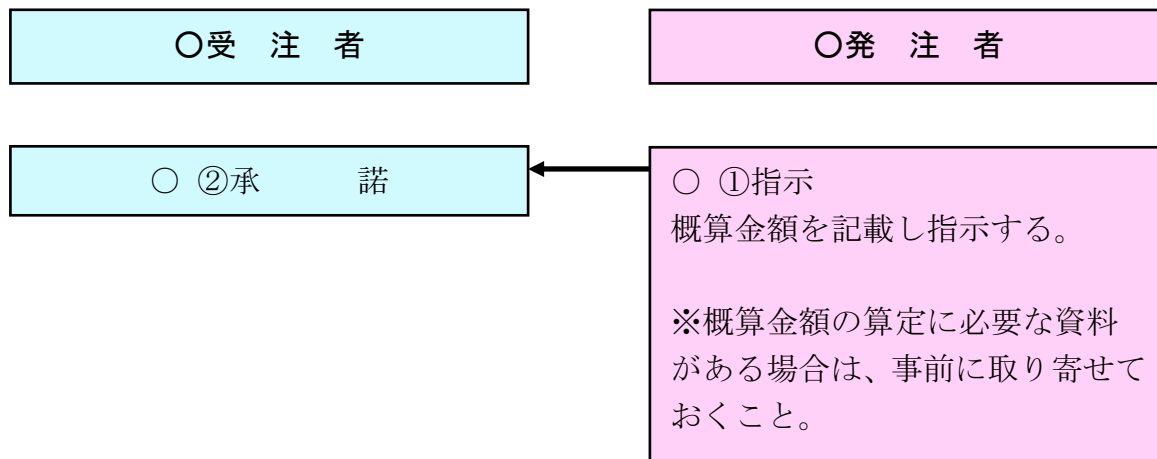 〇受　注　者
〇発　注　者
○ ②承　　　諾
○ ①指示
概算金額を記載し指示する。
※概算金額の算定に必要な資料
がある場合は、事前に取り寄せて
おくこと。